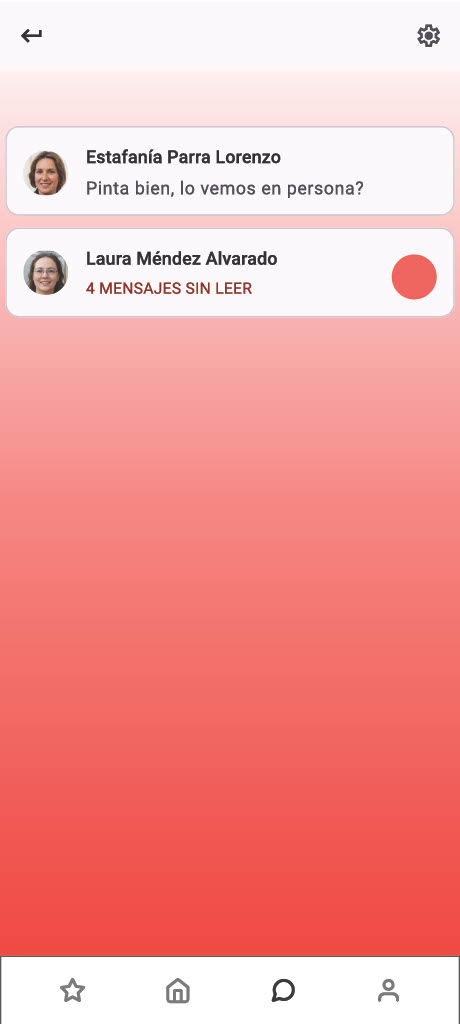 Estafanía Parra Lorenzo
Pinta bien, lo vemos en persona?
Laura Méndez Alvarado
4 MENSAJES SIN LEER